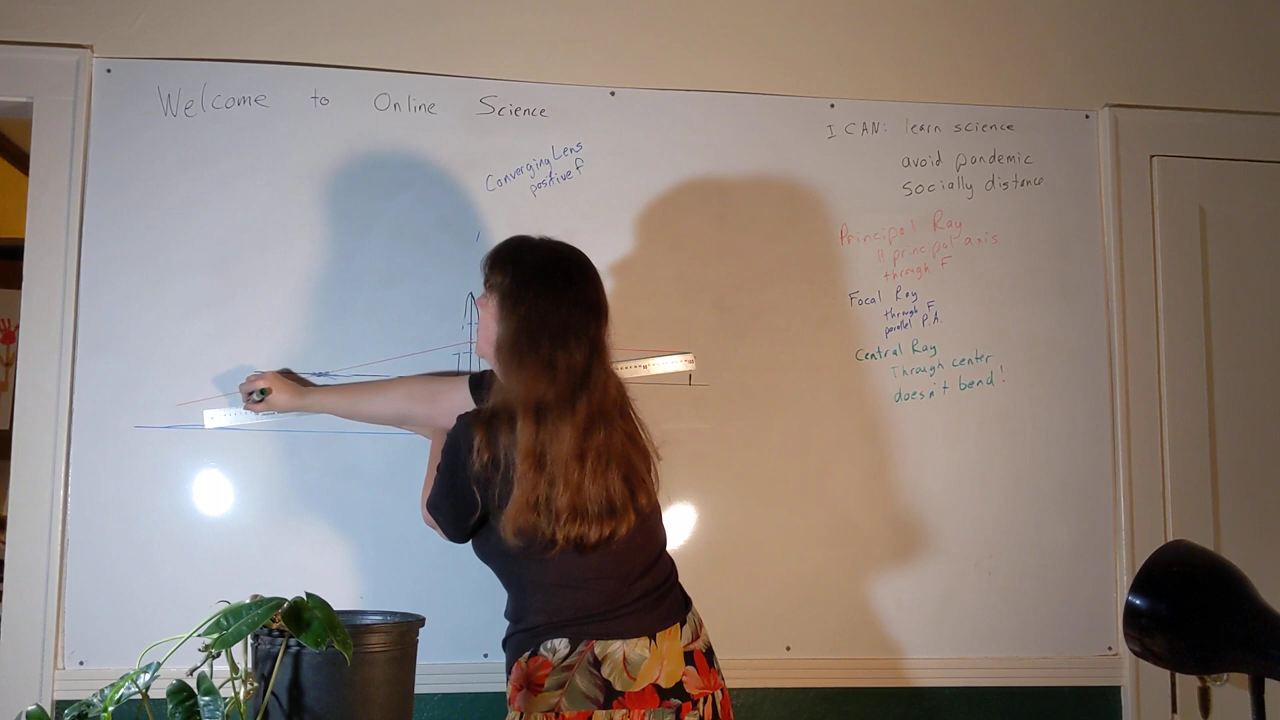 Welcome to Online Science
Converging Lens
positive f
I CAN: learn science
avoid pandemic
socially distance
Principal Ray
|| principal axis
through F
Focal Ray
through F
parallel P.A.
Central Ray
Through center
doesn't bend!